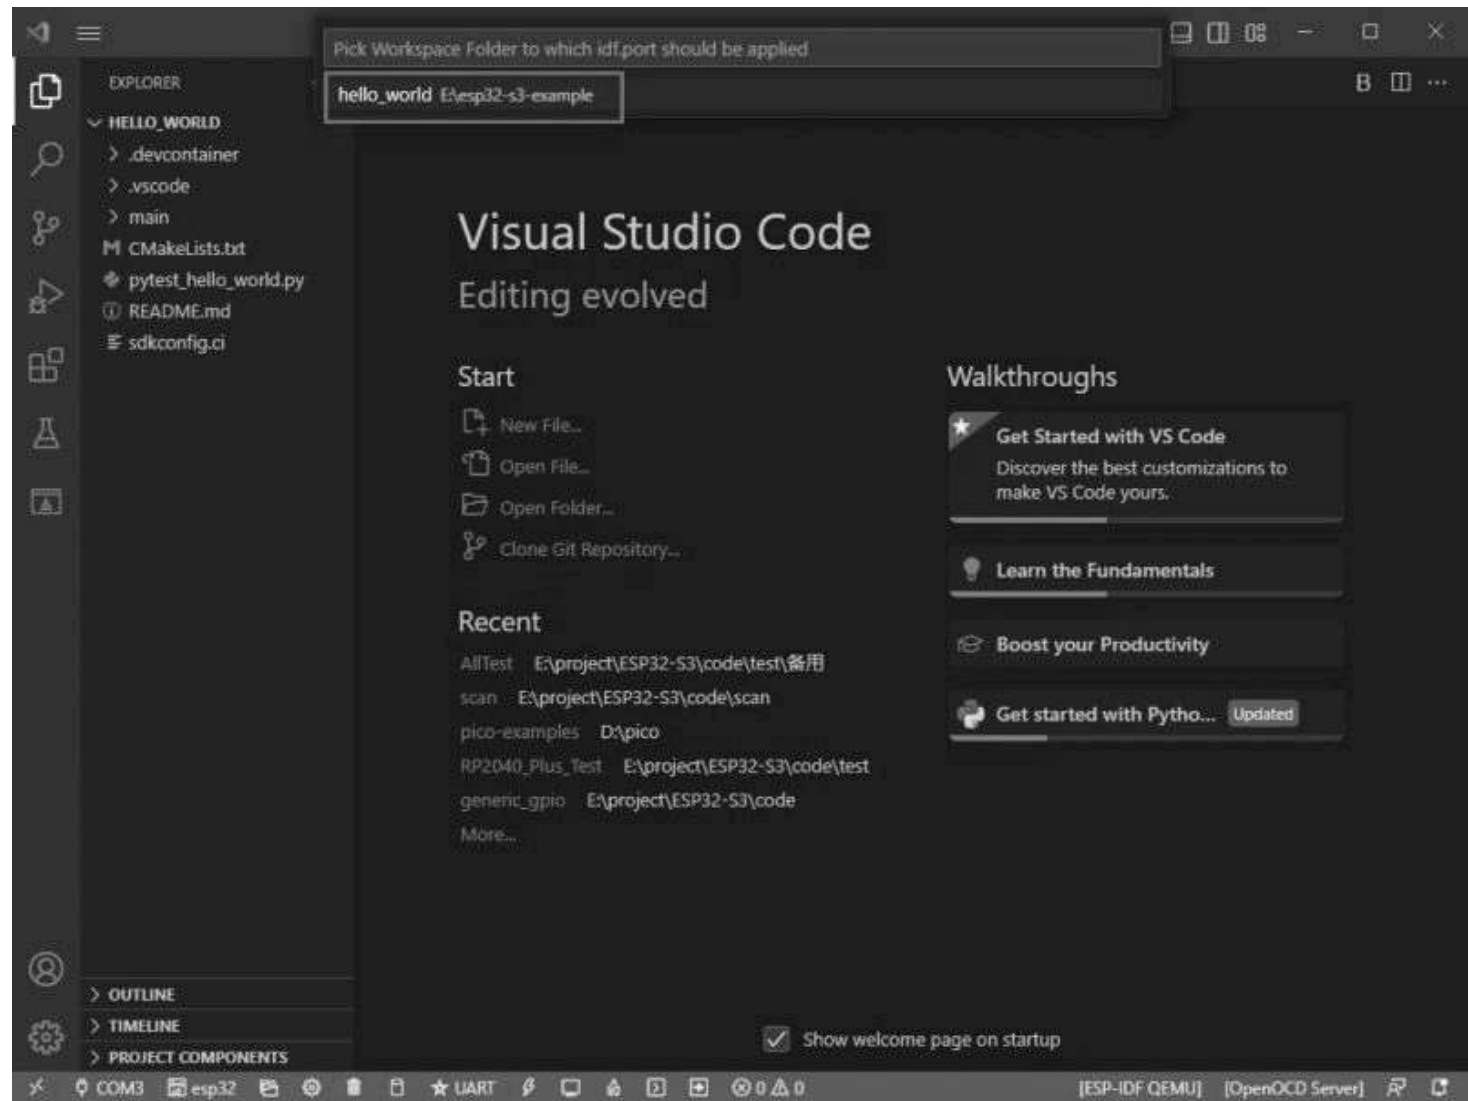 Pick Workspace Folder to which idf.port should be applied
hello_world E:\esp32-s3-example
EXPLORER
HELLO_WORLD
.devcontainer
.vscode
main
CMakeLists.txt
pytest_hello_world.py
README.md
sdkconfig.ci
Visual Studio Code
Editing evolved
Start
New File...
Open File...
Open Folder...
Clone Git Repository...
Recent
AllTest E:\project\ESP32-S3\code\test\备用
scan E:\project\ESP32-S3\code\scan
pico-examples D:\pico
RP2040_Plus_Test E:\project\ESP32-S3\code\test
generic_gpio E:\project\ESP32-S3\code
More...
Walkthroughs
Get Started with VS Code
Discover the best customizations to
make VS Code yours.
Learn the Fundamentals
Boost your Productivity
Get started with Pytho... Updated
Show welcome page on startup
OUTLINE
TIMELINE
PROJECT COMPONENTS
COM3 esp32 UART 0 0 [ESP-IDF QEMU] [OpenOCD Server]